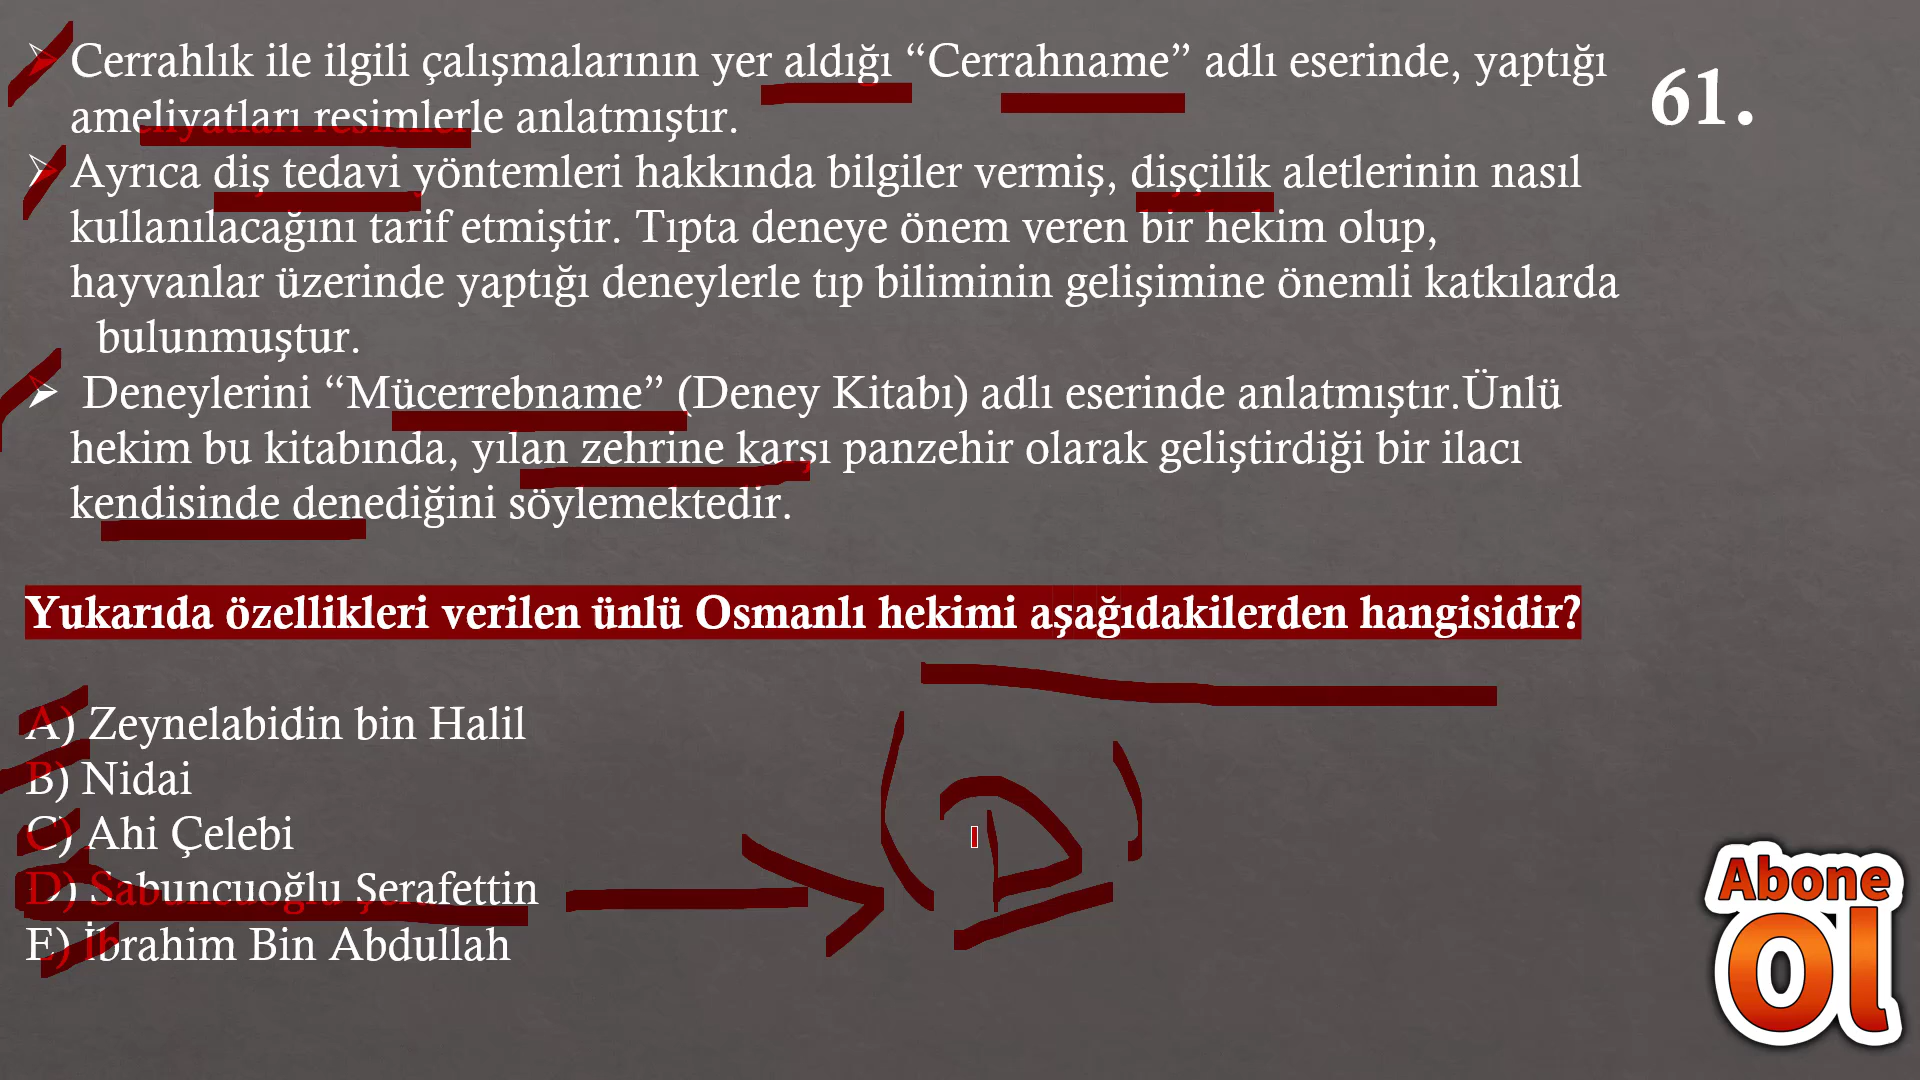 Cerrahlık ile ilgili çalışmalarının yer aldığı “Cerrahname” adlı eserinde, yaptığı
ameliyatları resimlerle anlatmıştır.
Ayrıca diş tedavi yöntemleri hakkında bilgiler vermiş, dişçilik aletlerinin nasıl
kullanılacağını tarif etmiştir. Tıpta deneye önem veren bir hekim olup,
hayvanlar üzerinde yaptığı deneylerle tıp biliminin gelişimine önemli katkılarda
bulunmuştur.
Deneylerini “Mücerrebname” (Deney Kitabı) adlı eserinde anlatmıştır.Ünlü
hekim bu kitabında, yılan zehrine karşı panzehir olarak geliştirdiği bir ilacı
kendisinde denediğini söylemektedir.
61.
Yukarıda özellikleri verilen ünlü Osmanlı hekimi aşağıdakilerden hangisidir?
A) Zeynelabidin bin Halil
B) Nidai
C) Ahi Çelebi
D) Sabuncuoğlu Şerafettin
E) İbrahim Bin Abdullah
(D)
Abone
Ol